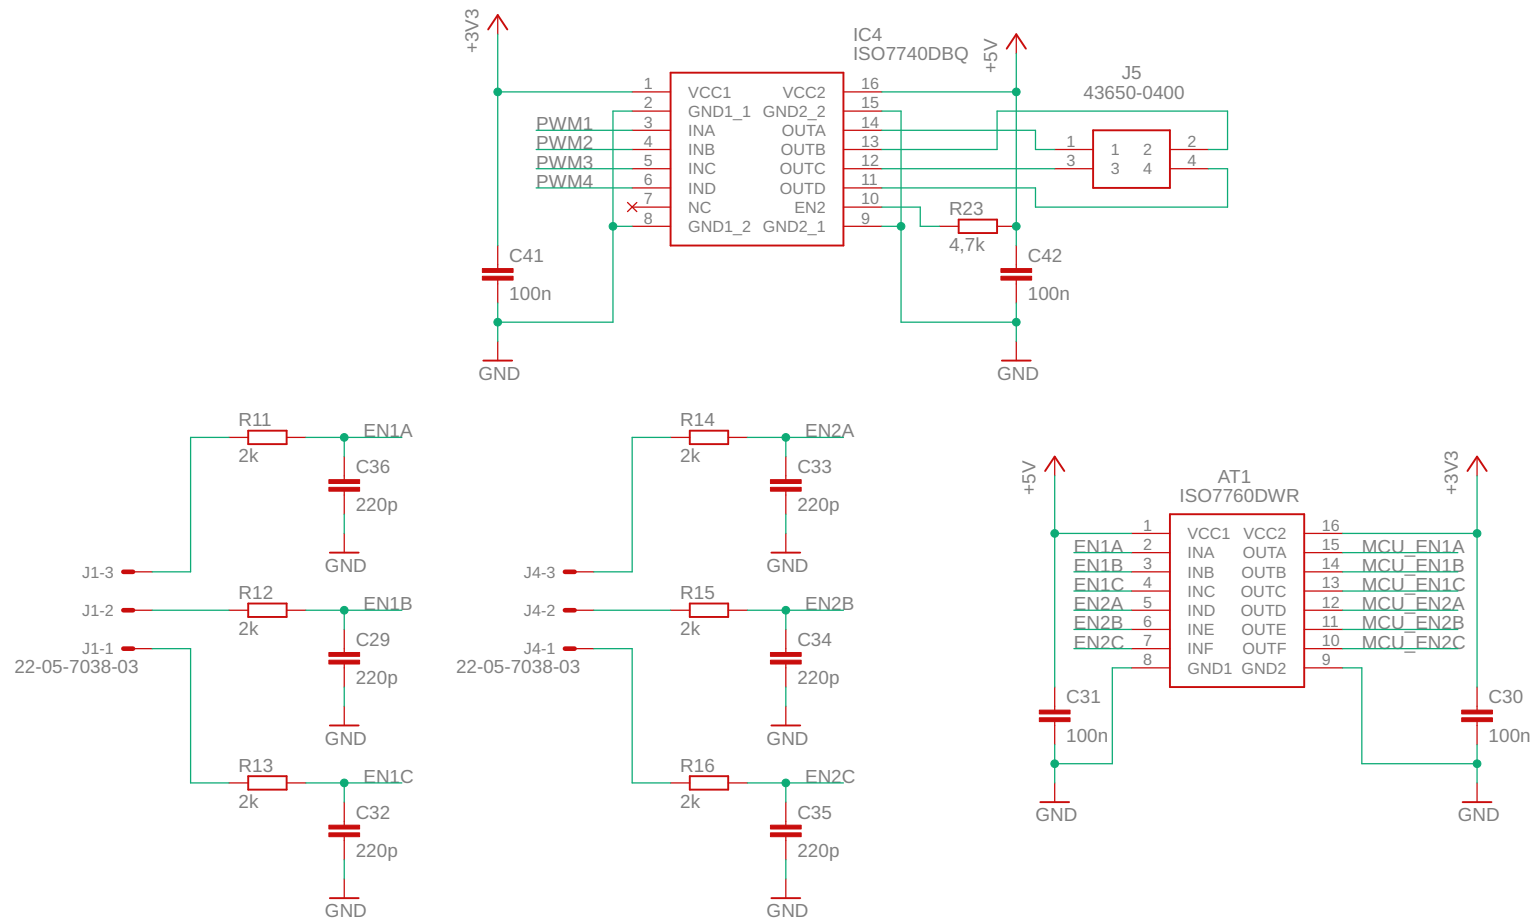 +3V3
IC4
ISO7740DBQ
+5V
J5
43650-0400
1 VCC1 VCC2 16
2 GND1_1 GND2_2 15
PWM1 3 INA OUTA 14
PWM2 4 INB OUTB 13
PWM3 5 INC OUTC 12
PWM4 6 IND OUTD 11
7 NC EN2 10
8 GND1_2 GND2_1 9
1 1 2 2
3 3 4 4
R23
4,7k
C41
100n
C42
100n
GND
GND
R11
2k
EN1A
C36
220p
GND
J1-3
J1-2
J1-1
22-05-7038-03
R12
2k
EN1B
C29
220p
GND
R13
2k
EN1C
C32
220p
GND
R14
2k
EN2A
C33
220p
GND
J4-3
J4-2
J4-1
22-05-7038-03
R15
2k
EN2B
C34
220p
GND
R16
2k
EN2C
C35
220p
GND
+5V
AT1
ISO7760DWR
+3V3
1 VCC1 VCC2 16
EN1A 2 INA OUTA 15 MCU_EN1A
EN1B 3 INB OUTB 14 MCU_EN1B
EN1C 4 INC OUTC 13 MCU_EN1C
EN2A 5 IND OUTD 12 MCU_EN2A
EN2B 6 INE OUTE 11 MCU_EN2B
EN2C 7 INF OUTF 10 MCU_EN2C
8 GND1 GND2 9
C31
100n
C30
100n
GND
GND